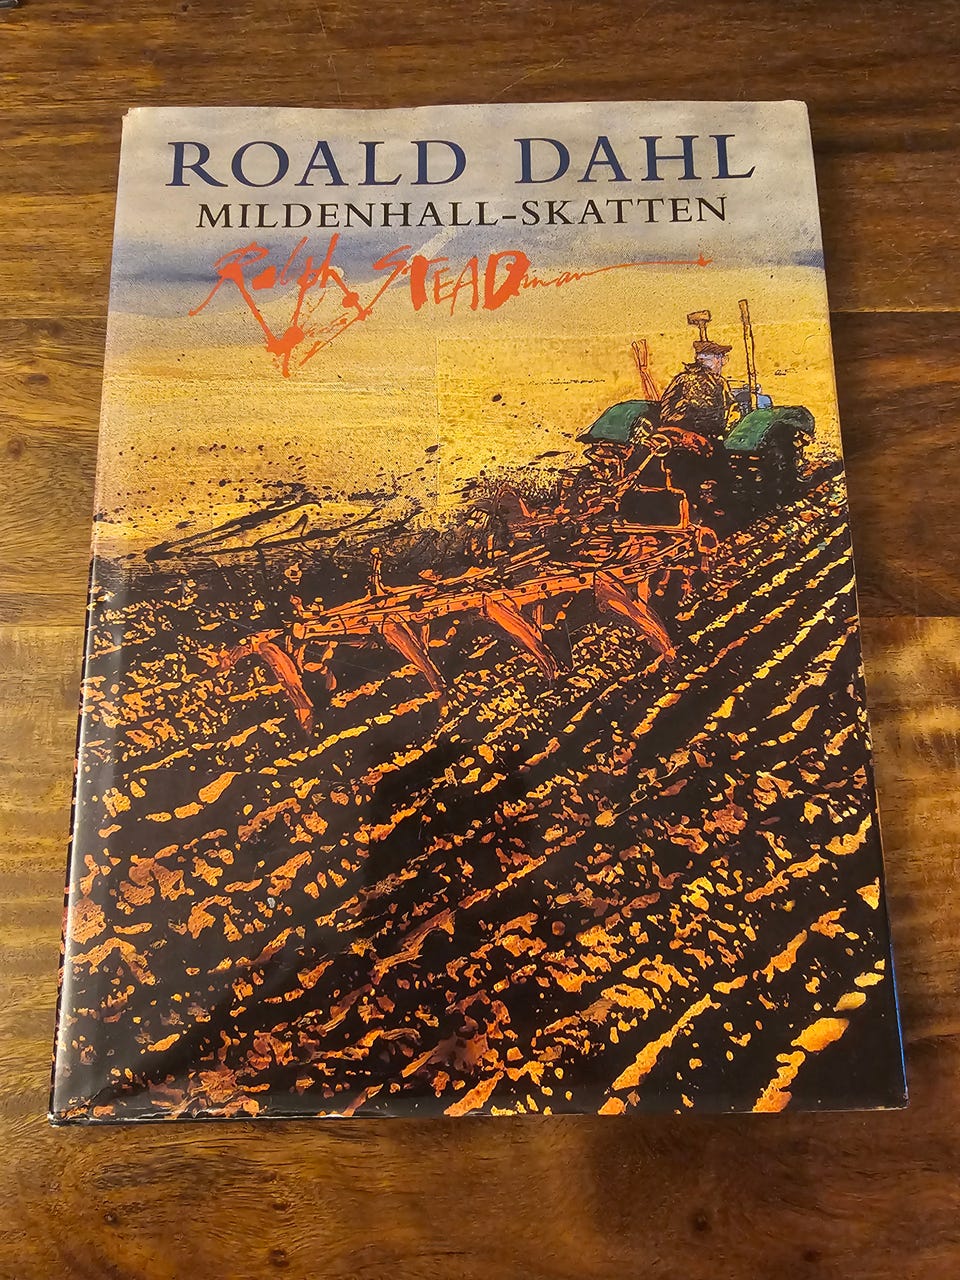 ROALD DAHL
MILDENHALL-SKATTEN
Ralph STEADman